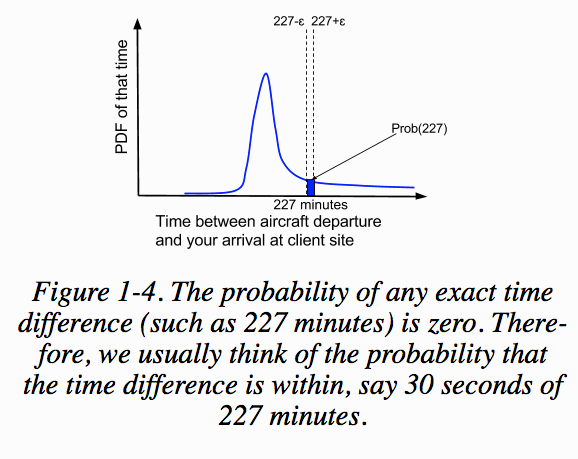 227-ε 227+ε
PDF of that time
Prob(227)
227 minutes
Time between aircraft departure
and your arrival at client site
Figure 1-4. The probability of any exact time
difference (such as 227 minutes) is zero. There-
fore, we usually think of the probability that
the time difference is within, say 30 seconds of
227 minutes.